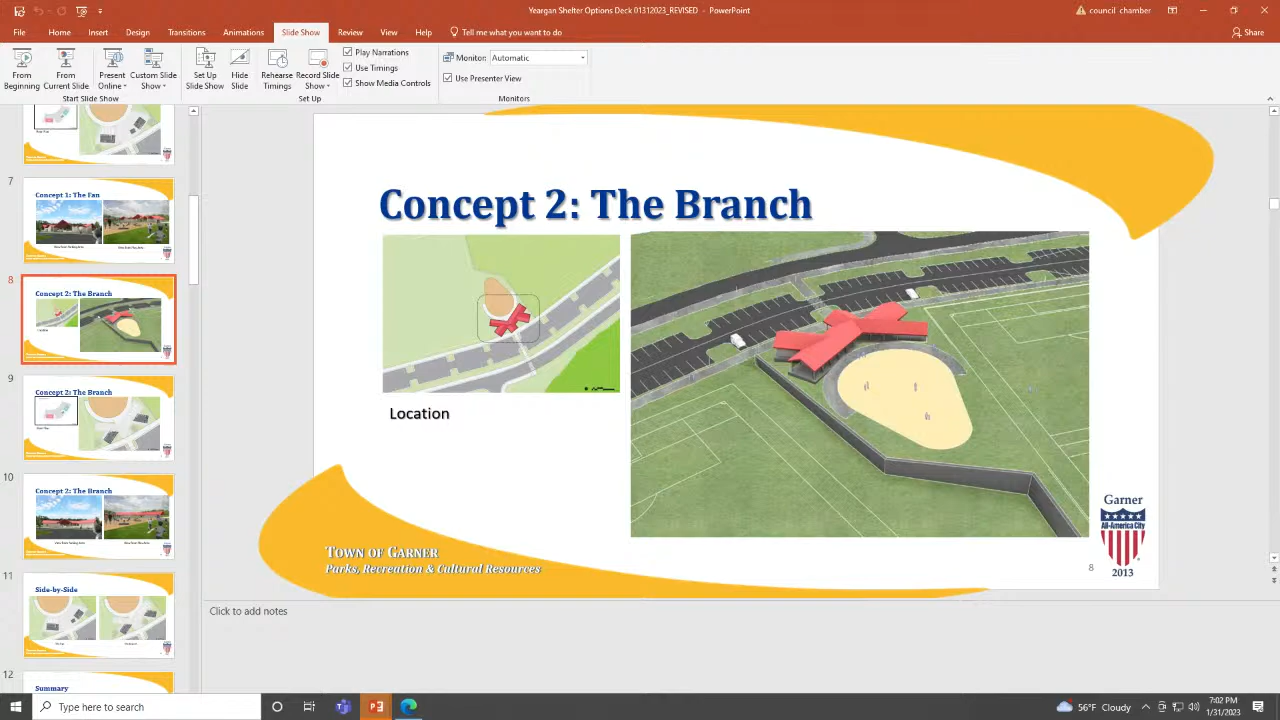 Yeargan Shelter Options Deck 01312023_REVISED - PowerPoint
council chamber
File Home Insert Design Transitions Animations Slide Show Review View Help Tell me what you want to do
Share
From Beginning
From Current Slide
Present Online
Custom Slide Show
Set Up Slide Show
Hide Slide
Rehearse Timings
Record Slide Show
Play Narrations
Use Timings
Show Media Controls
Monitor: Automatic
Use Presenter View
Start Slide Show
Set Up
Monitors
7
Concept 1: The Fan
8
Concept 2: The Branch
9
Concept 2: The Branch
10
Concept 2: The Branch
11
Side-by-Side
12
Summary
Concept 2: The Branch
Location
Town of Garner
Parks, Recreation & Cultural Resources
8
Garner
All-America City
2013
Click to add notes
Type here to search
56°F Cloudy
7:02 PM
1/31/2023